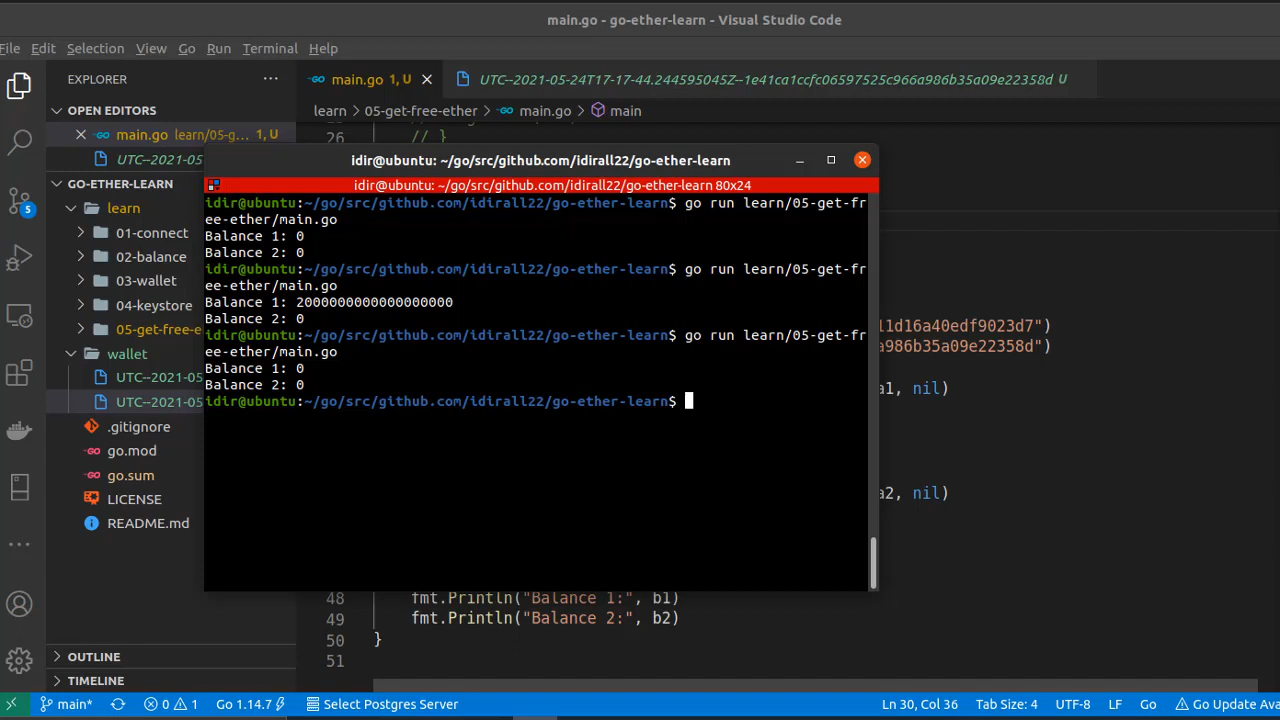 main.go - go-ether-learn - Visual Studio Code
File Edit Selection View Go Run Terminal Help
EXPLORER
main.go 1, U
UTC--2021-05-24T17-17-44.244595045Z--1e41ca1ccfc06597525c966a986b35a09e22358d U
OPEN EDITORS
learn > 05-get-free-ether > main.go > main
main.go learn/05-g... 1, U
26 // }
UTC--2021-05
GO-ETHER-LEARN
learn
01-connect
02-balance
03-wallet
04-keystore
05-get-free-e
wallet
UTC--2021-05
UTC--2021-05
.gitignore
go.mod
go.sum
LICENSE
README.md
OUTLINE
TIMELINE
idir@ubuntu: ~/go/src/github.com/idirall22/go-ether-learn
idir@ubuntu: ~/go/src/github.com/idirall22/go-ether-learn 80x24
idir@ubuntu:~/go/src/github.com/idirall22/go-ether-learn$ go run learn/05-get-fr
ee-ether/main.go
Balance 1: 0
Balance 2: 0
idir@ubuntu:~/go/src/github.com/idirall22/go-ether-learn$ go run learn/05-get-fr
ee-ether/main.go
Balance 1: 2000000000000000000
Balance 2: 0
idir@ubuntu:~/go/src/github.com/idirall22/go-ether-learn$ go run learn/05-get-fr
ee-ether/main.go
Balance 1: 0
Balance 2: 0
idir@ubuntu:~/go/src/github.com/idirall22/go-ether-learn$
11d16a40edf9023d7")
a986b35a09e22358d")
a1, nil)
a2, nil)
48 fmt.Println("Balance 1:", b1)
49 fmt.Println("Balance 2:", b2)
50 }
51
5
main* 0 1 Go 1.14.7 Select Postgres Server Ln 30, Col 36 Tab Size: 4 UTF-8 LF Go Go Update Ava